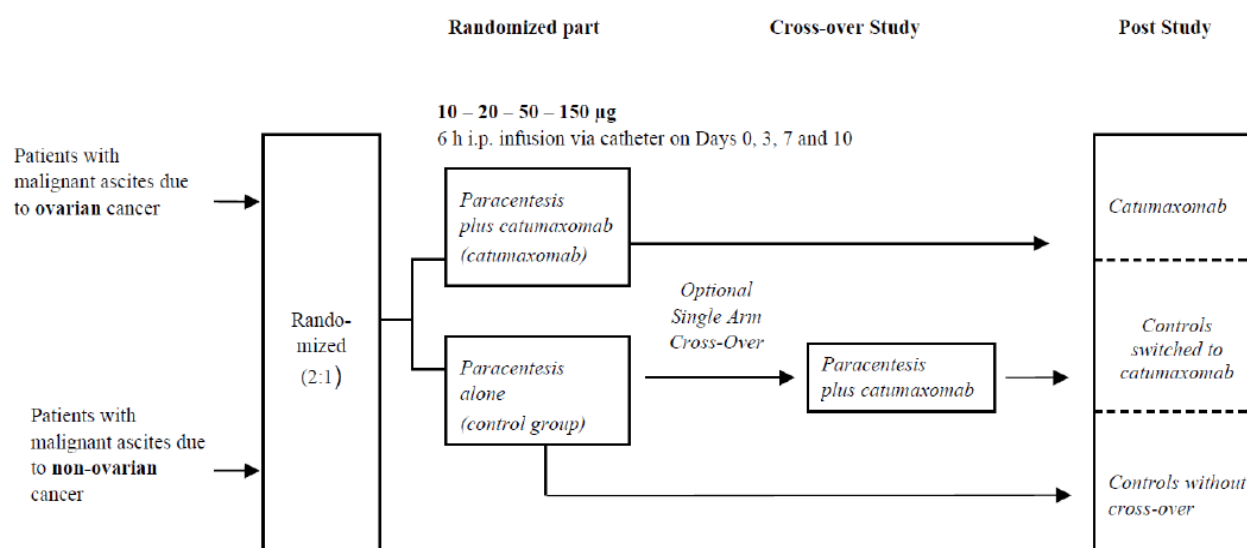 Randomized part
Cross-over Study
Post Study
10 – 20 – 50 – 150 µg
6 h i.p. infusion via catheter on Days 0, 3, 7 and 10
Patients with
malignant ascites due
to ovarian cancer
Patients with
malignant ascites due
to non-ovarian
cancer
Rando-
mized
(2:1)
Paracentesis
plus catumaxomab
(catumaxomab)
Paracentesis
alone
(control group)
Optional
Single Arm
Cross-Over
Paracentesis
plus catumaxomab
Catumaxomab
Controls
switched to
catumaxomab
Controls without
cross-over